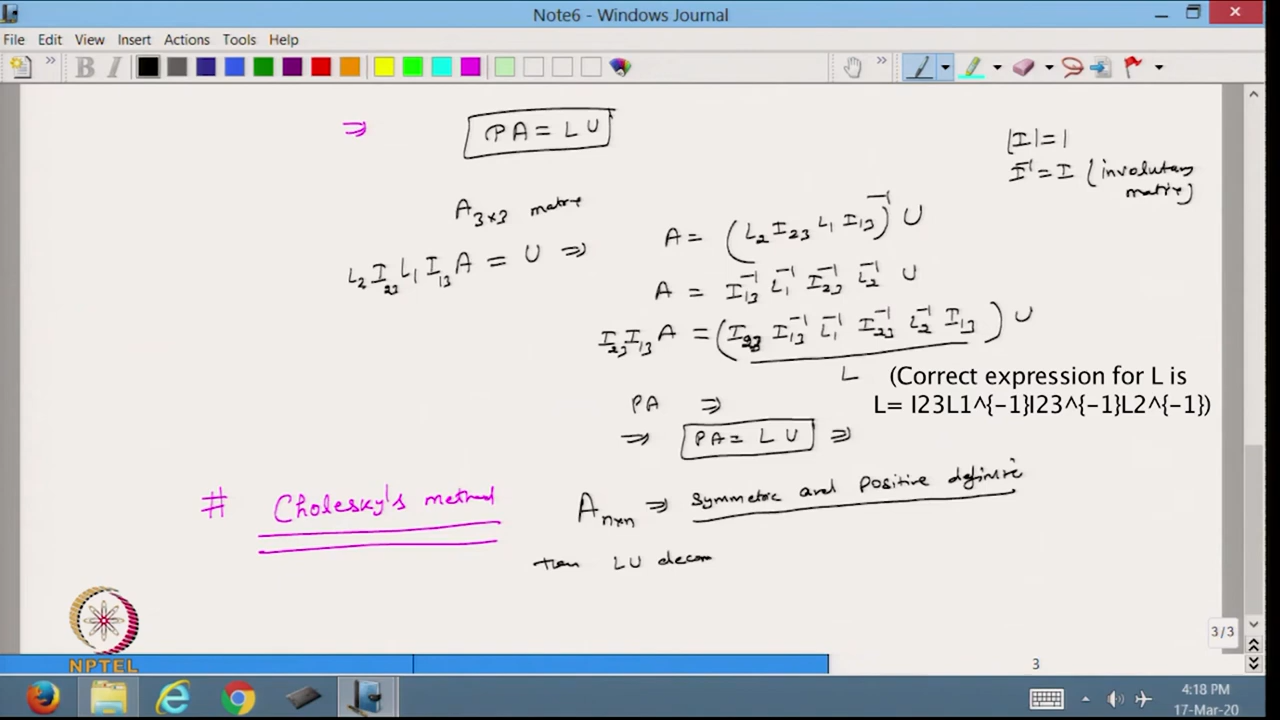 Note6 - Windows Journal
File Edit View Insert Actions Tools Help
⇒ PA = LU
|I| = 1
I⁻¹ = I (involutary matrix)
A₃ₓ₃ matrix
L₂ I₂₃ L₁ I₁₃ A = U ⇒ A = (L₂ I₂₃ L₁ I₁₃)⁻¹ U
A = I₁₃⁻¹ L₁⁻¹ I₂₃⁻¹ L₂⁻¹ U
I₂₃ I₁₃ A = (I₂₃ I₁₃⁻¹ L₁⁻¹ I₂₃⁻¹ L₂⁻¹ I₁₃) U
L (Correct expression for L is
L= I23L1^{-1}I23^{-1}L2^{-1})
PA ⇒
⇒ PA = LU ⇒
# Cholesky's method Aₙₓₙ ⇒ Symmetric and Positive definite
then LU decom
NPTEL
3/3
3
4:18 PM
17-Mar-20